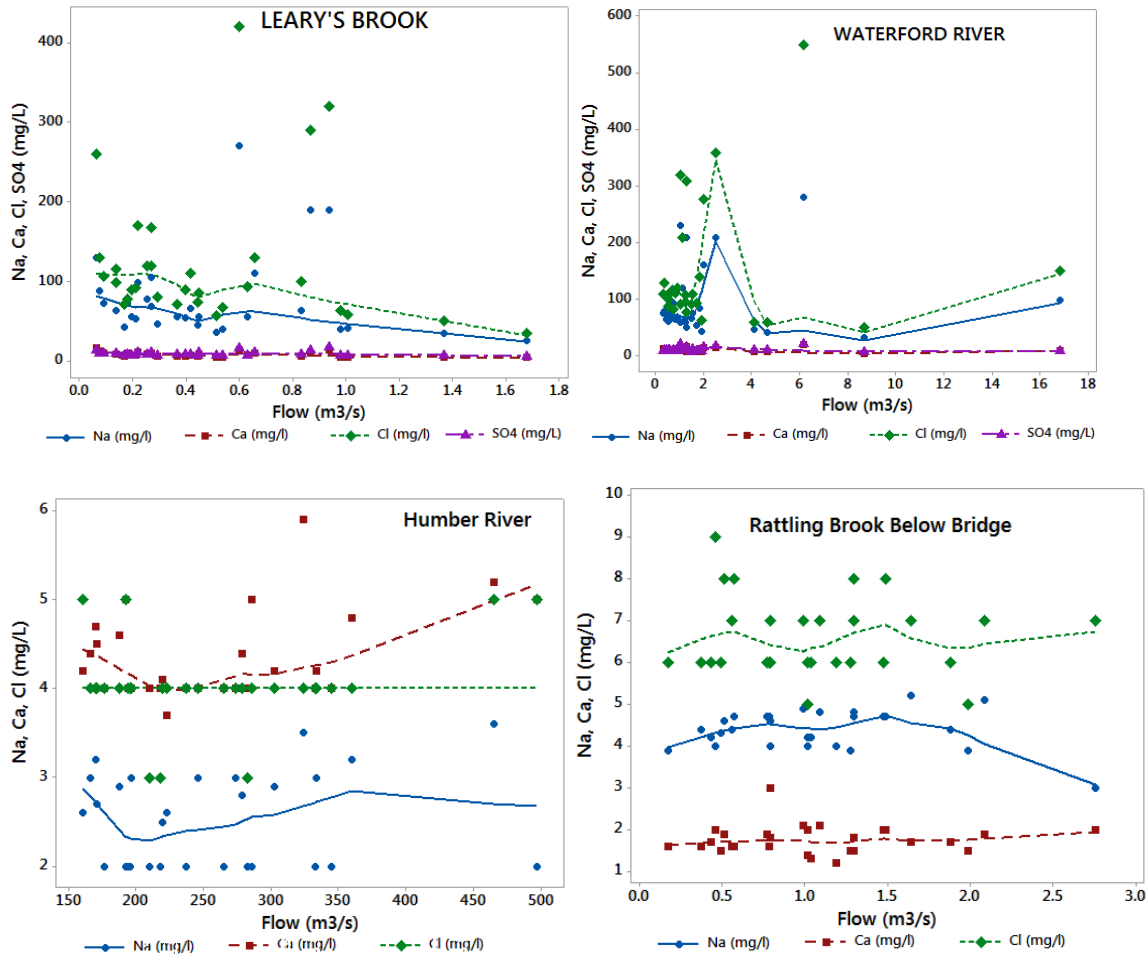 LEARY'S BROOK
Na, Ca, Cl, SO4 (mg/L)
400
300
200
100
0
0.0 0.2 0.4 0.6 0.8 1.0 1.2 1.4 1.6 1.8
Flow (m3/s)
Na (mg/l) Ca (mg/l) Cl (mg/l) SO4 (mg/L)
WATERFORD RIVER
Na, Ca, Cl, SO4 (mg/L)
600
500
400
300
200
100
0
0 2 4 6 8 10 12 14 16 18
Flow (m3/s)
Na (mg/l) Ca (mg/l) Cl (mg/l) SO4 (mg/L)
Humber River
Na, Ca, Cl (mg/L)
6
5
4
3
2
150 200 250 300 350 400 450 500
Flow (m3/s)
Na (mg/l) Ca (mg/l) Cl (mg/l)
Rattling Brook Below Bridge
Na, Ca, Cl (mg/L)
10
9
8
7
6
5
4
3
2
1
0.0 0.5 1.0 1.5 2.0 2.5 3.0
Flow (m3/s)
Na (mg/l) Ca (mg/l) Cl (mg/l)